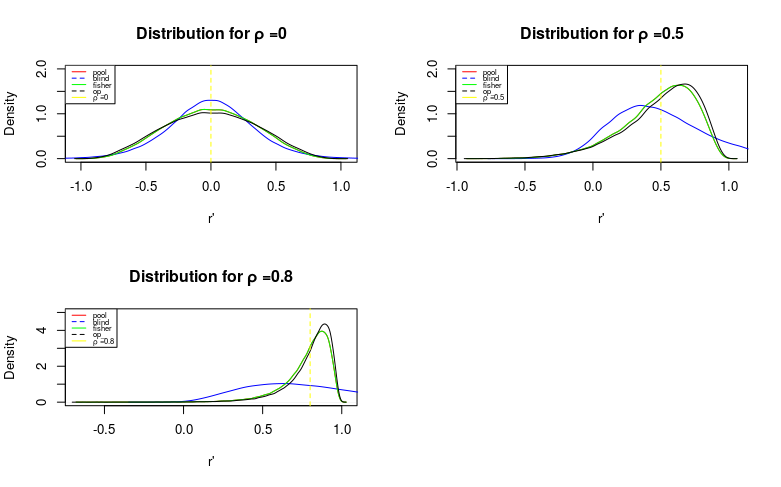 Distribution for ρ =0
Density
0.0 1.0 2.0
pool
blind
fisher
op
ρ =0
-1.0 -0.5 0.0 0.5 1.0
r'
Distribution for ρ =0.5
Density
0.0 1.0 2.0
pool
blind
fisher
op
ρ =0.5
-1.0 -0.5 0.0 0.5 1.0
r'
Distribution for ρ =0.8
Density
0 2 4
pool
blind
fisher
op
ρ =0.8
-0.5 0.0 0.5 1.0
r'